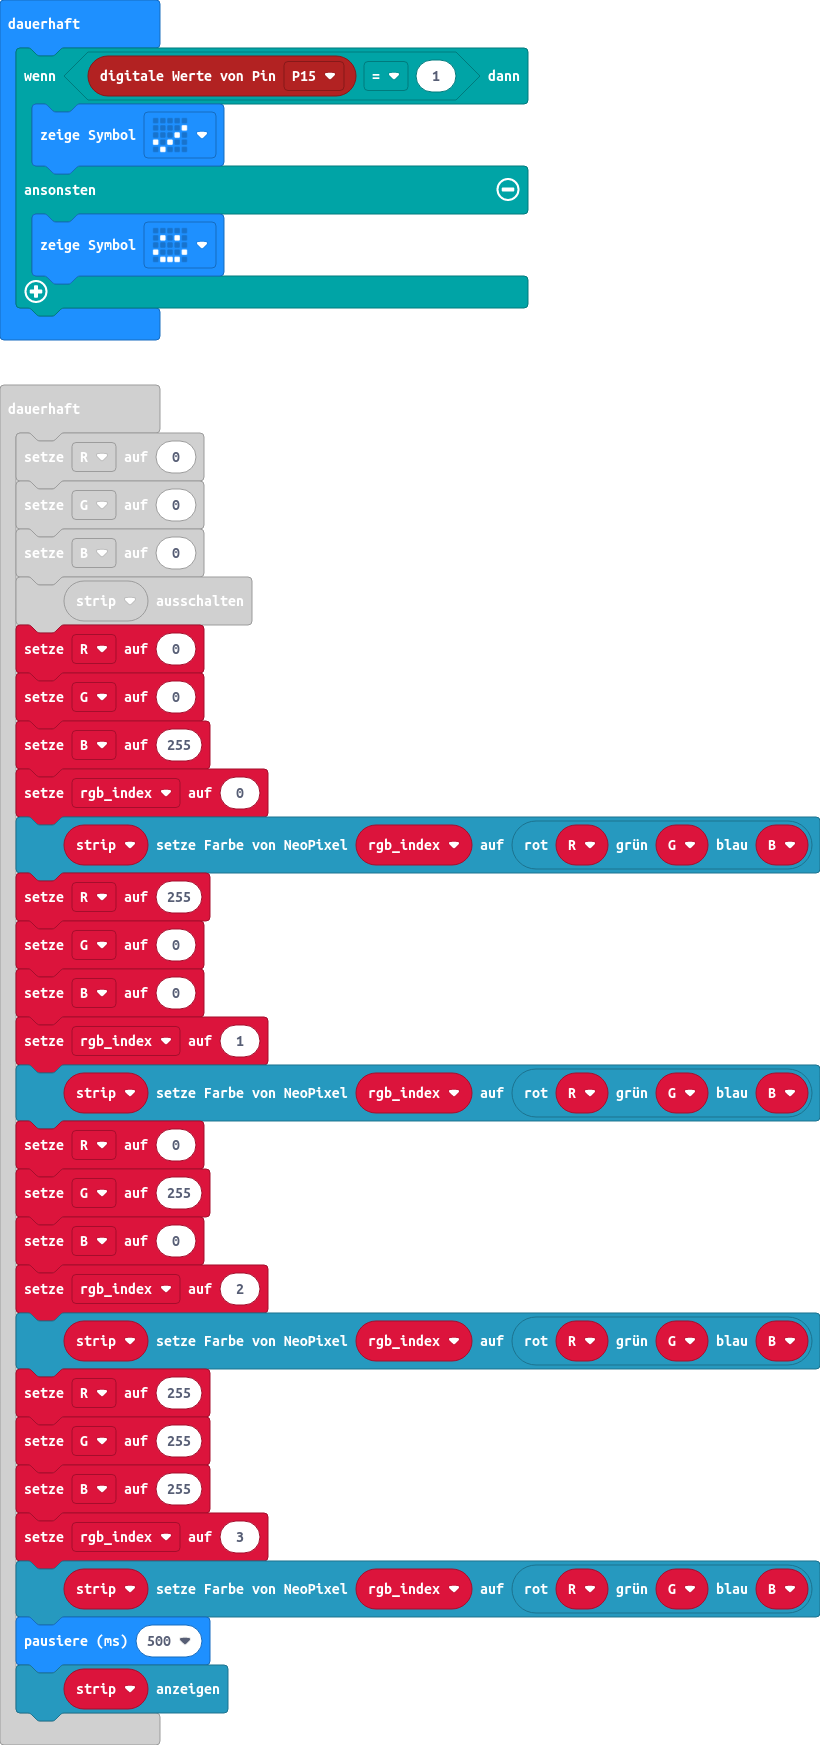 dauerhaft
wenn digitale Werte von Pin P15 = 1 dann
zeige Symbol
ansonsten
zeige Symbol
dauerhaft
setze R auf 0
setze G auf 0
setze B auf 0
strip ausschalten
setze R auf 0
setze G auf 0
setze B auf 255
setze rgb_index auf 0
strip setze Farbe von NeoPixel rgb_index auf rot R grün G blau B
setze R auf 255
setze G auf 0
setze B auf 0
setze rgb_index auf 1
strip setze Farbe von NeoPixel rgb_index auf rot R grün G blau B
setze R auf 0
setze G auf 255
setze B auf 0
setze rgb_index auf 2
strip setze Farbe von NeoPixel rgb_index auf rot R grün G blau B
setze R auf 255
setze G auf 255
setze B auf 255
setze rgb_index auf 3
strip setze Farbe von NeoPixel rgb_index auf rot R grün G blau B
pausiere (ms) 500
strip anzeigen